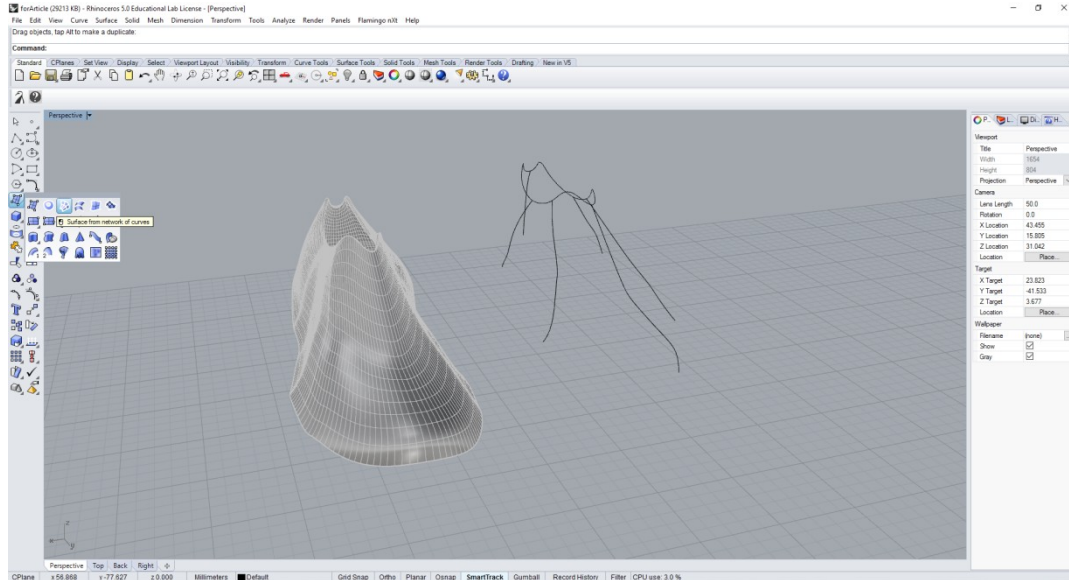 forArticle (29213 KB) - Rhinoceros 5.0 Educational Lab License - [Perspective]
File Edit View Curve Surface Solid Mesh Dimension Transform Tools Analyze Render Panels Flamingo nXt Help
Drag objects, tap Alt to make a duplicate:
Command:
Standard CPlanes Set View Display Select Viewport Layout Visibility Transform Curve Tools Surface Tools Solid Tools Mesh Tools Render Tools Drafting New in V5
Perspective
P.. L.. Di.. H..
Viewport
Title Perspective
Width 1654
Height 804
Projection Perspective
Camera
Lens Length 50.0
Rotation 0.0
X Location 43.455
Y Location 15.805
Z Location 31.042
Location Place...
Target
X Target 23.823
Y Target -41.533
Z Target 3.677
Location Place...
Wallpaper
Filename (none)
Show
Gray
Surface from network of curves
z
x
y
Perspective Top Back Right
CPlane x 56.868 y -77.627 z 0.000 Millimeters Default Grid Snap Ortho Planar Osnap SmartTrack Gumball Record History Filter CPU use: 3.0 %